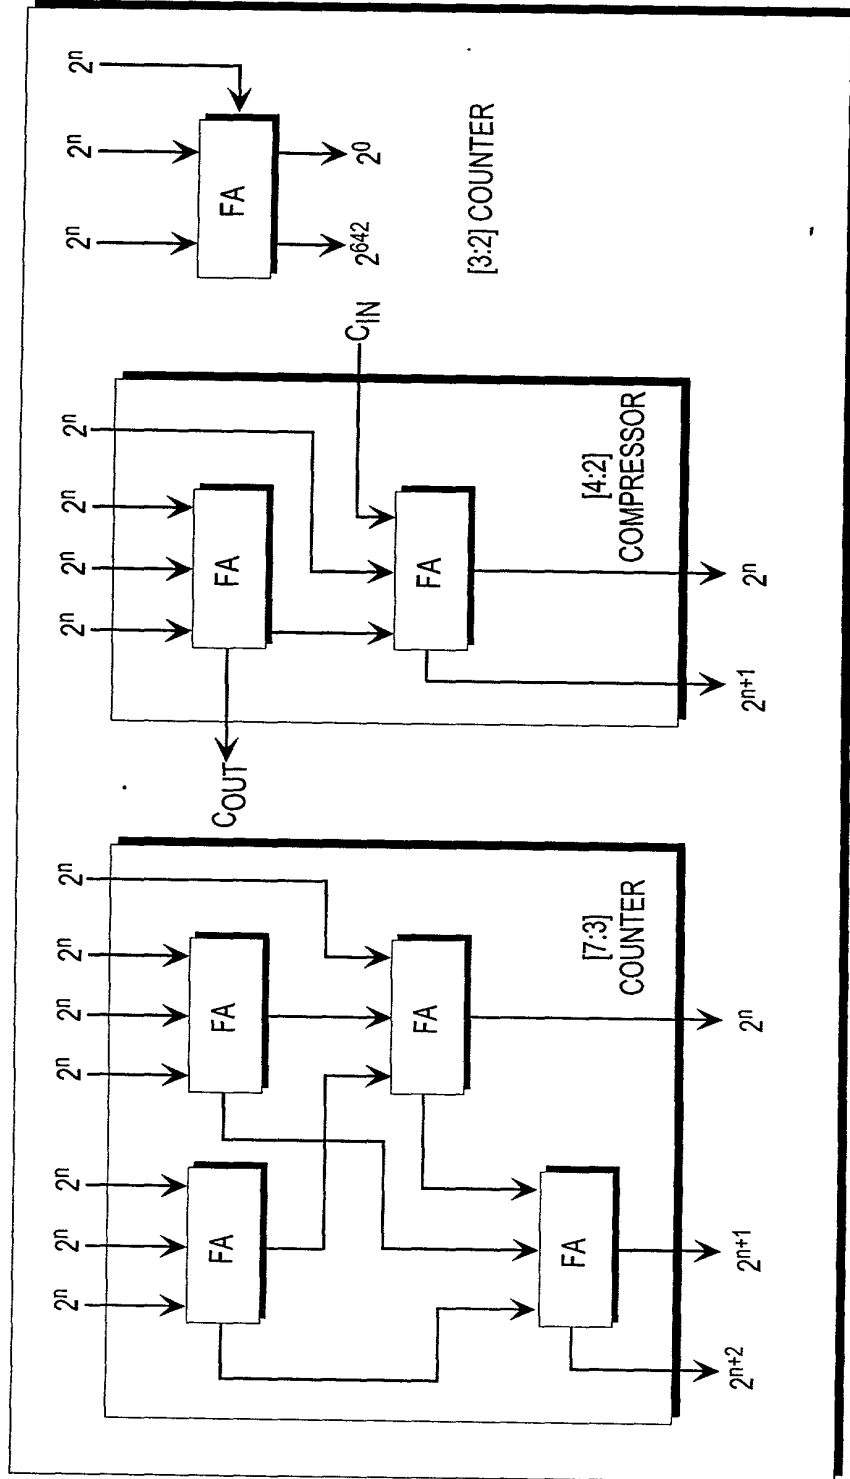 2ⁿ
2ⁿ
2ⁿ
2ⁿ
2ⁿ
2ⁿ
2ⁿ
FA
FA
FA
FA
[7:3]
COUNTER
2ⁿ⁺²
2ⁿ⁺¹
2ⁿ
C_OUT
2ⁿ
2ⁿ
2ⁿ
2ⁿ
FA
C_IN
FA
[4:2]
COMPRESSOR
2ⁿ⁺¹
2ⁿ
2ⁿ
2ⁿ
2ⁿ
FA
2⁶⁴²
2⁰
[3:2] COUNTER